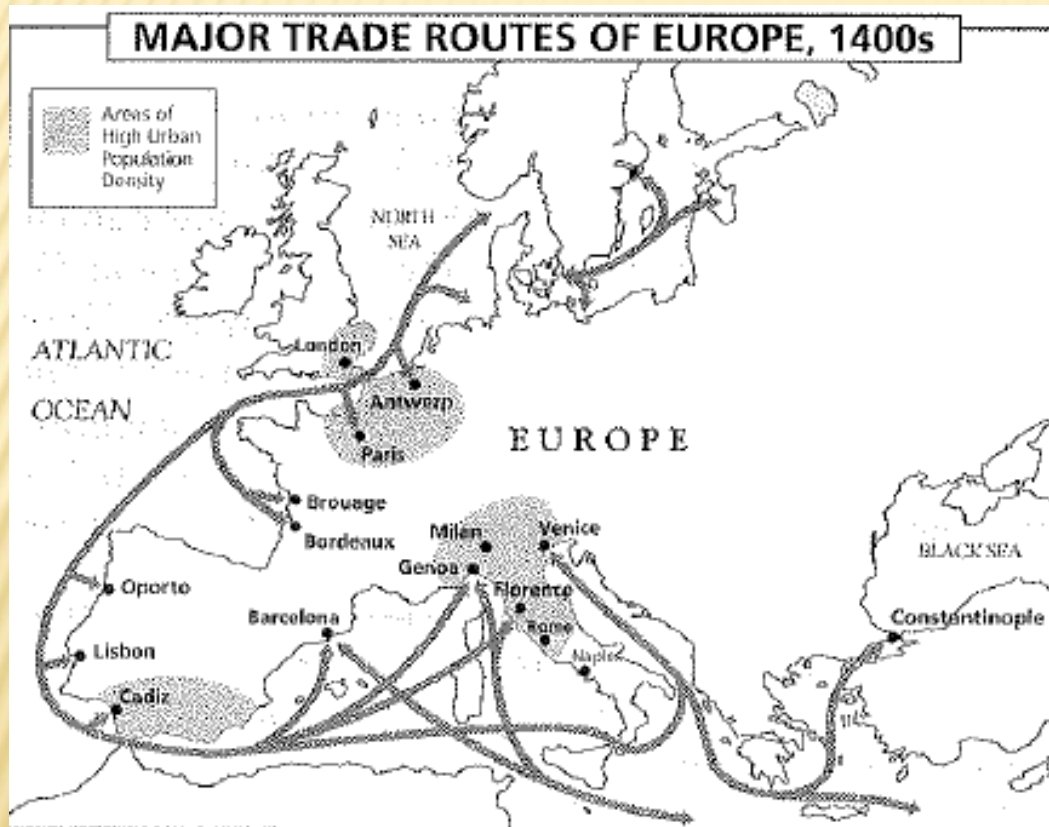 MAJOR TRADE ROUTES OF EUROPE, 1400s
Areas of
High Urban
Population
Density
NORTH
SEA
ATLANTIC
OCEAN
London
Antwerp
Paris
EUROPE
Brouage
Bordeaux
Milan
Venice
Genoa
BLACK SEA
Oporto
Florence
Barcelona
Rome
Constantinople
Lisbon
Naples
Cadiz